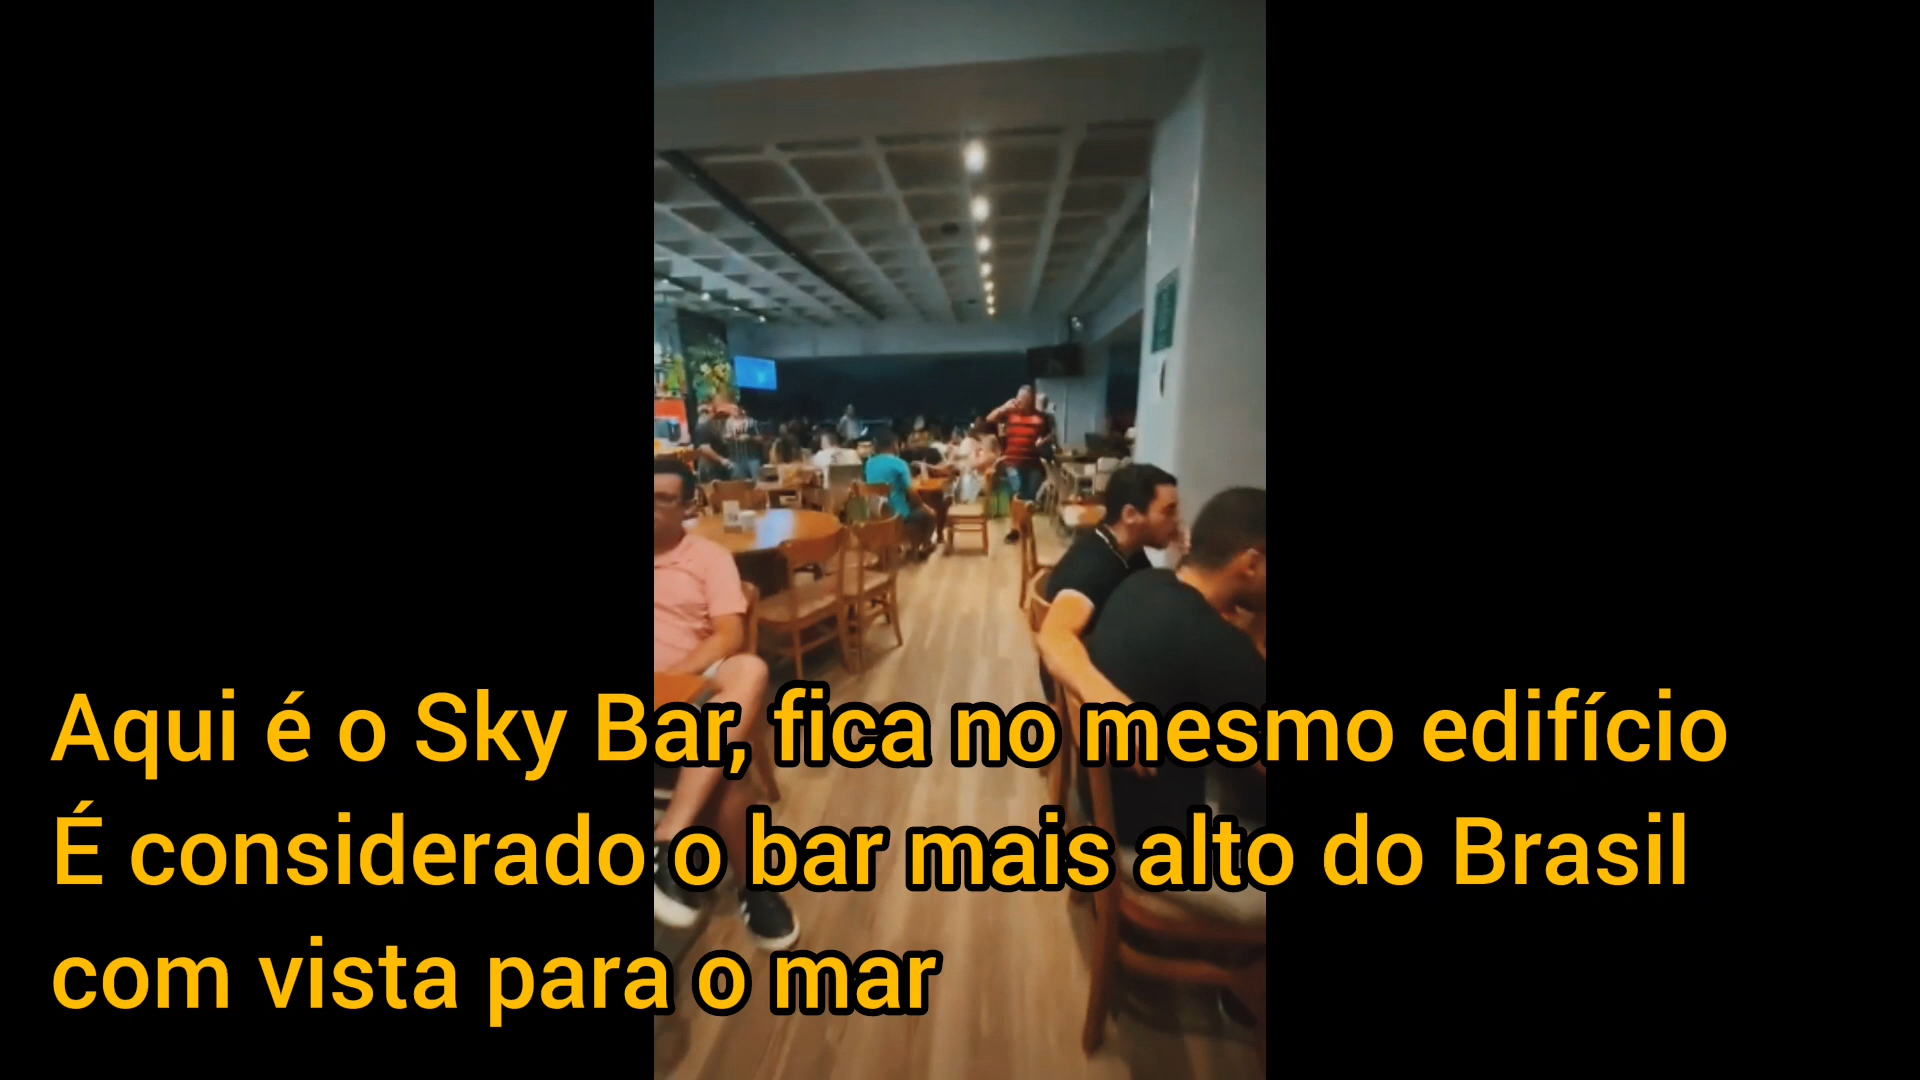 Aqui é o Sky Bar, fica no mesmo edifício
É considerado o bar mais alto do Brasil
com vista para o mar